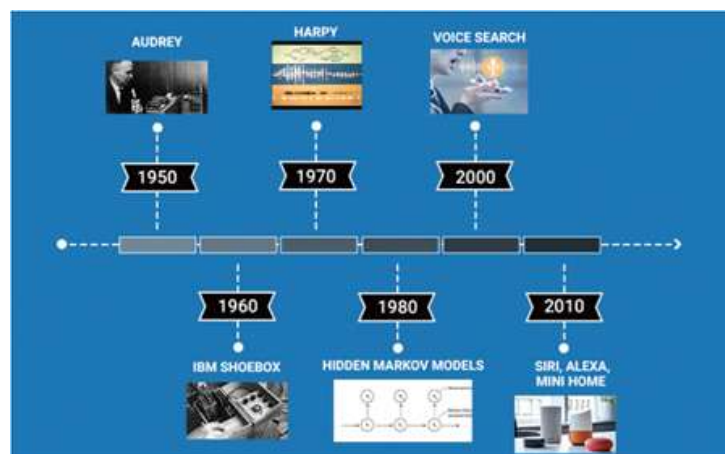 AUDREY
HARPY
VOICE SEARCH
1950
1970
2000
1960
1980
2010
IBM SHOEBOX
HIDDEN MARKOV MODELS
SIRI, ALEXA,
MINI HOME